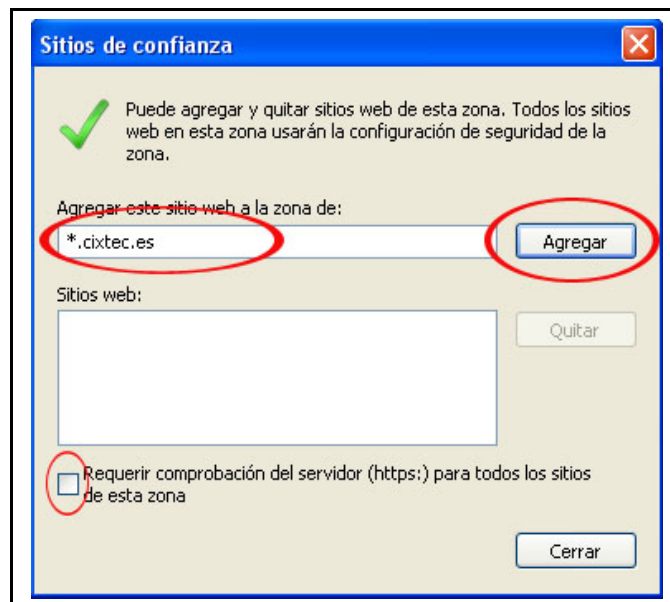 Sitios de confianza
Puede agregar y quitar sitios web de esta zona. Todos los sitios
web en esta zona usarán la configuración de seguridad de la
zona.
Agregar este sitio web a la zona de:
*.cixtec.es
Agregar
Sitios web:
Quitar
Requerir comprobación del servidor (https:) para todos los sitios
de esta zona
Cerrar